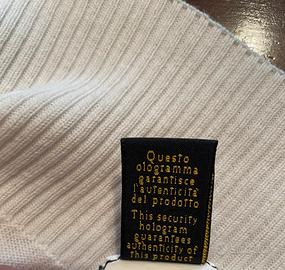 Questo
ologramma
garantisce
l'autenticità
del prodotto
This security
hologram
guarantees
authenticity of
this product